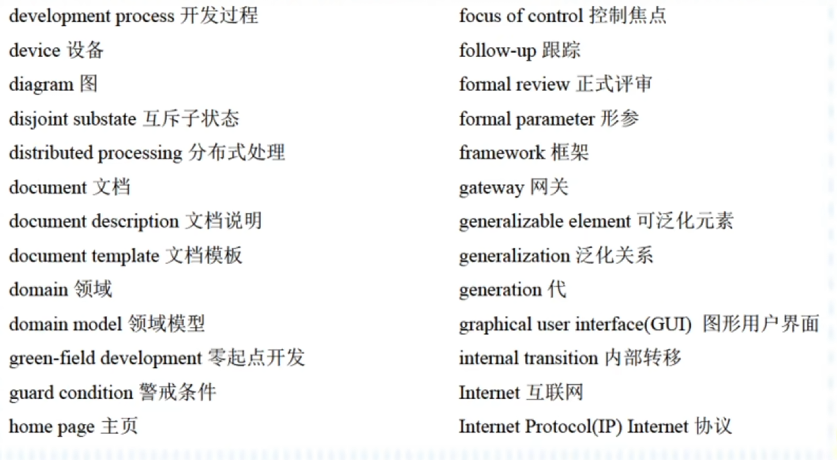 development process 开发过程
device 设备
diagram 图
disjoint substate 互斥子状态
distributed processing 分布式处理
document 文档
document description 文档说明
document template 文档模板
domain 领域
domain model 领域模型
green-field development 零起点开发
guard condition 警戒条件
home page 主页
focus of control 控制焦点
follow-up 跟踪
formal review 正式评审
formal parameter 形参
framework 框架
gateway 网关
generalizable element 可泛化元素
generalization 泛化关系
generation 代
graphical user interface(GUI) 图形用户界面
internal transition 内部转移
Internet 互联网
Internet Protocol(IP) Internet 协议